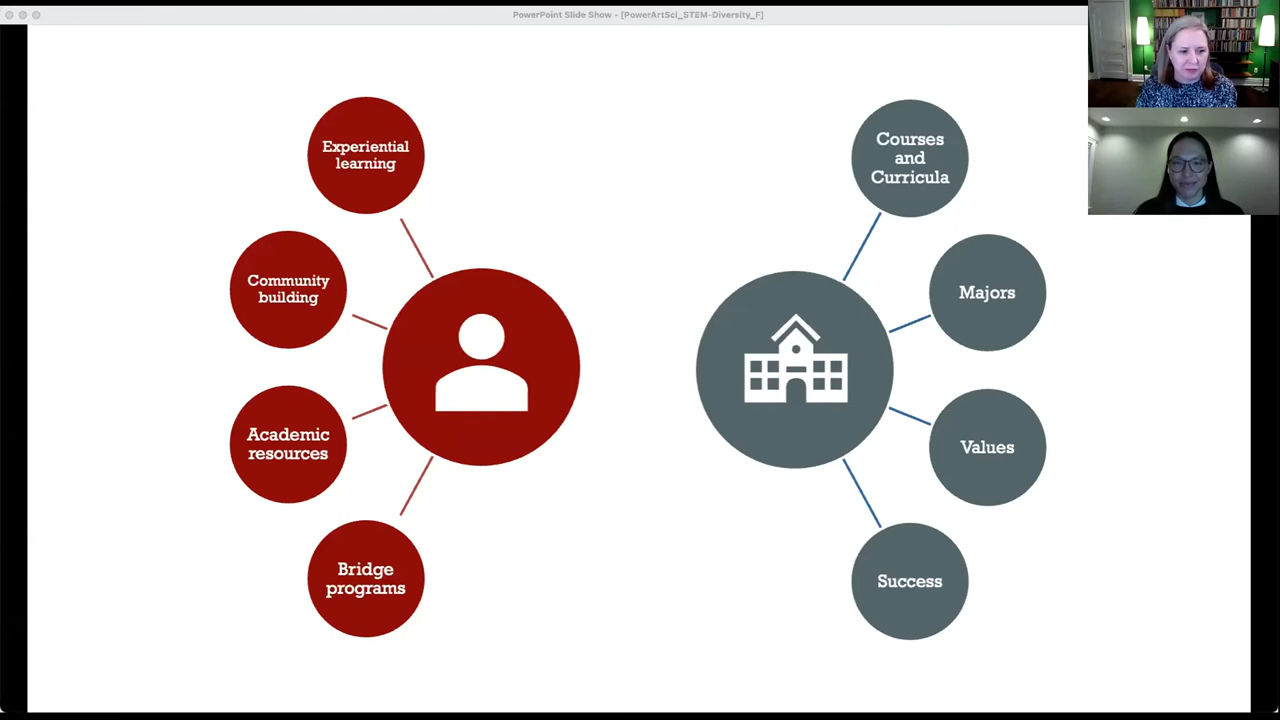 PowerPoint Slide Show - [PowerArtSci_STEM-Diversity_F]
Experiential
learning
Community
building
Academic
resources
Bridge
programs
Courses
and
Curricula
Majors
Values
Success